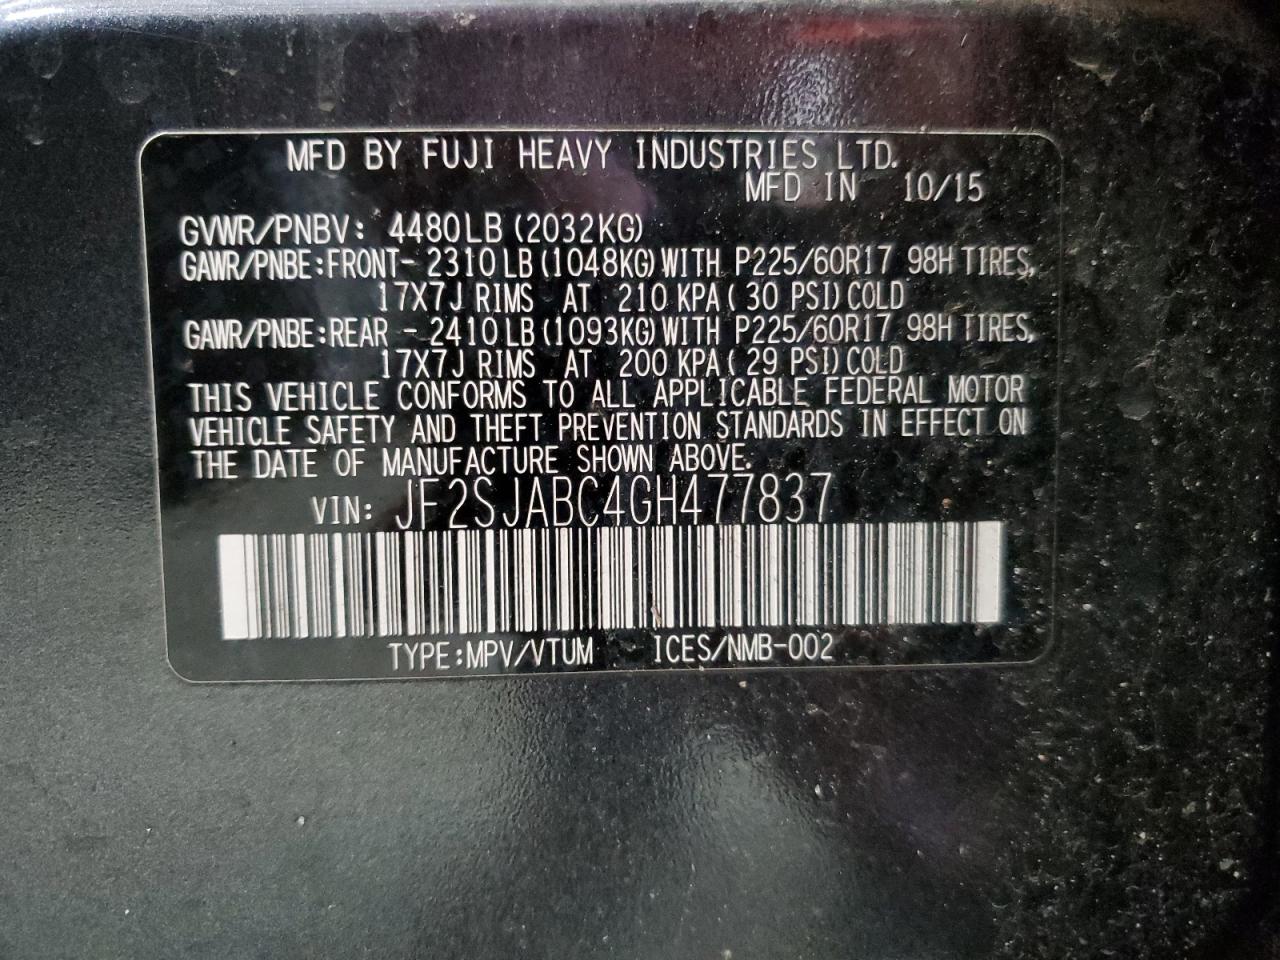 MFD BY FUJI HEAVY INDUSTRIES LTD.
MFD IN 10/15
GVWR/PNBV: 4480LB (2032KG)
GAWR/PNBE:FRONT- 2310 LB (1048KG) WITH P225/60R17 98H TIRES,
17X7J RIMS AT 210 KPA ( 30 PSI) COLD
GAWR/PNBE:REAR - 2410 LB (1093KG) WITH P225/60R17 98H TIRES,
17X7J RIMS AT 200 KPA ( 29 PSI) COLD
THIS VEHICLE CONFORMS TO ALL APPLICABLE FEDERAL MOTOR
VEHICLE SAFETY AND THEFT PREVENTION STANDARDS IN EFFECT ON
THE DATE OF MANUFACTURE SHOWN ABOVE.
VIN: JF2SJABC4GH477837
TYPE:MPV/VTUM ICES/NMB-002